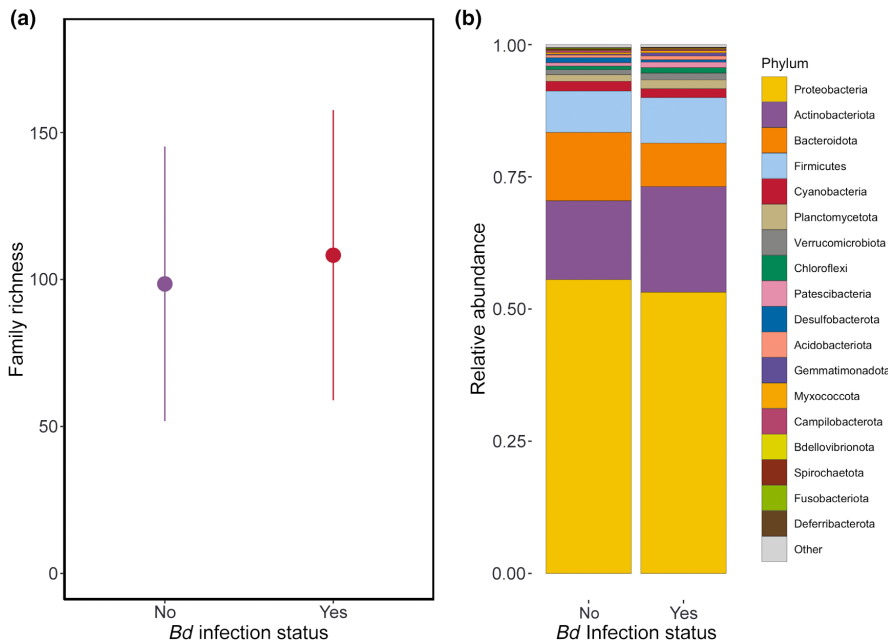 (a)
Family richness
150
100
50
0
No Yes
Bd infection status
(b)
Relative abundance
1.00
0.75
0.50
0.25
0.00
No Yes
Bd Infection status
Phylum
Proteobacteria
Actinobacteriota
Bacteroidota
Firmicutes
Cyanobacteria
Planctomycetota
Verrucomicrobiota
Chloroflexi
Patescibacteria
Desulfobacterota
Acidobacteriota
Gemmatimonadota
Myxococcota
Campilobacterota
Bdellovibrionota
Spirochaetota
Fusobacteriota
Deferribacterota
Other